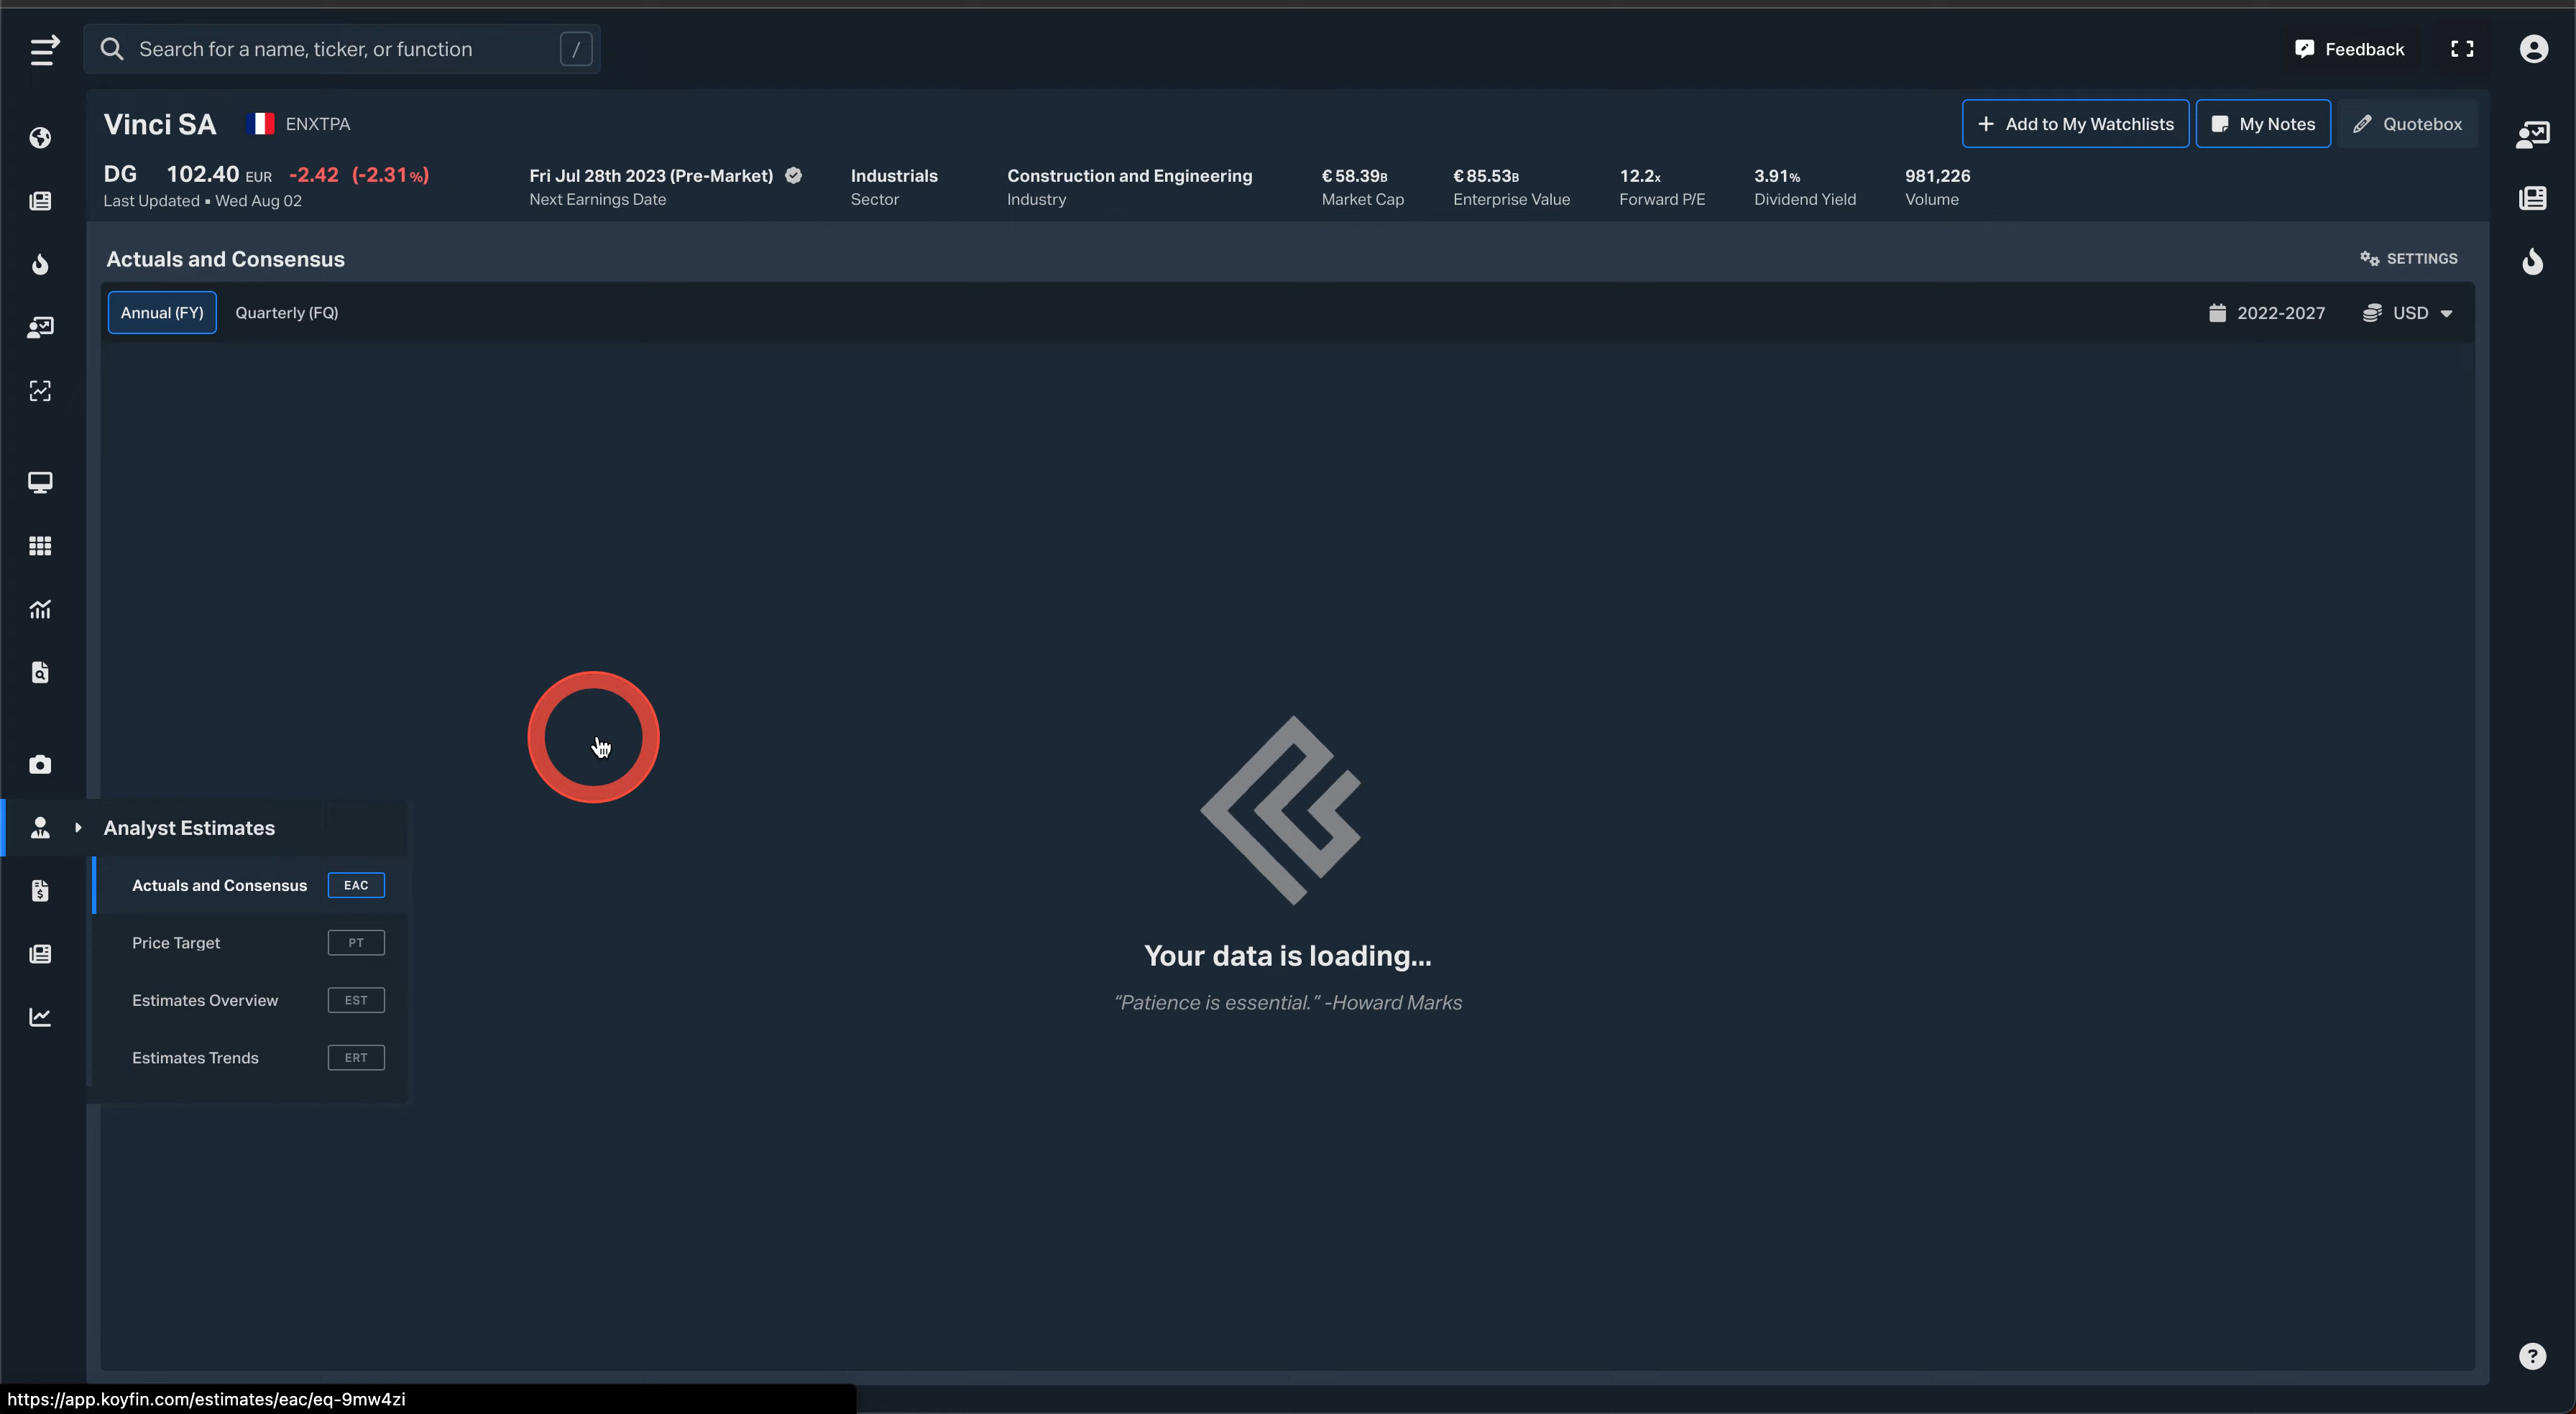 Search for a name, ticker, or function /
Feedback
Vinci SA ENXTPA
+ Add to My Watchlists
My Notes
Quotebox
DG 102.40 EUR -2.42 (-2.31%)
Last Updated ▪ Wed Aug 02
Fri Jul 28th 2023 (Pre-Market)
Next Earnings Date
Industrials
Sector
Construction and Engineering
Industry
€58.39B
Market Cap
€85.53B
Enterprise Value
12.2x
Forward P/E
3.91%
Dividend Yield
981,226
Volume
Actuals and Consensus
SETTINGS
Annual (FY)
Quarterly (FQ)
2022-2027
USD
Analyst Estimates
Actuals and Consensus EAC
Price Target PT
Estimates Overview EST
Estimates Trends ERT
Your data is loading...
“Patience is essential.” -Howard Marks
?
https://app.koyfin.com/estimates/eac/eq-9mw4zi